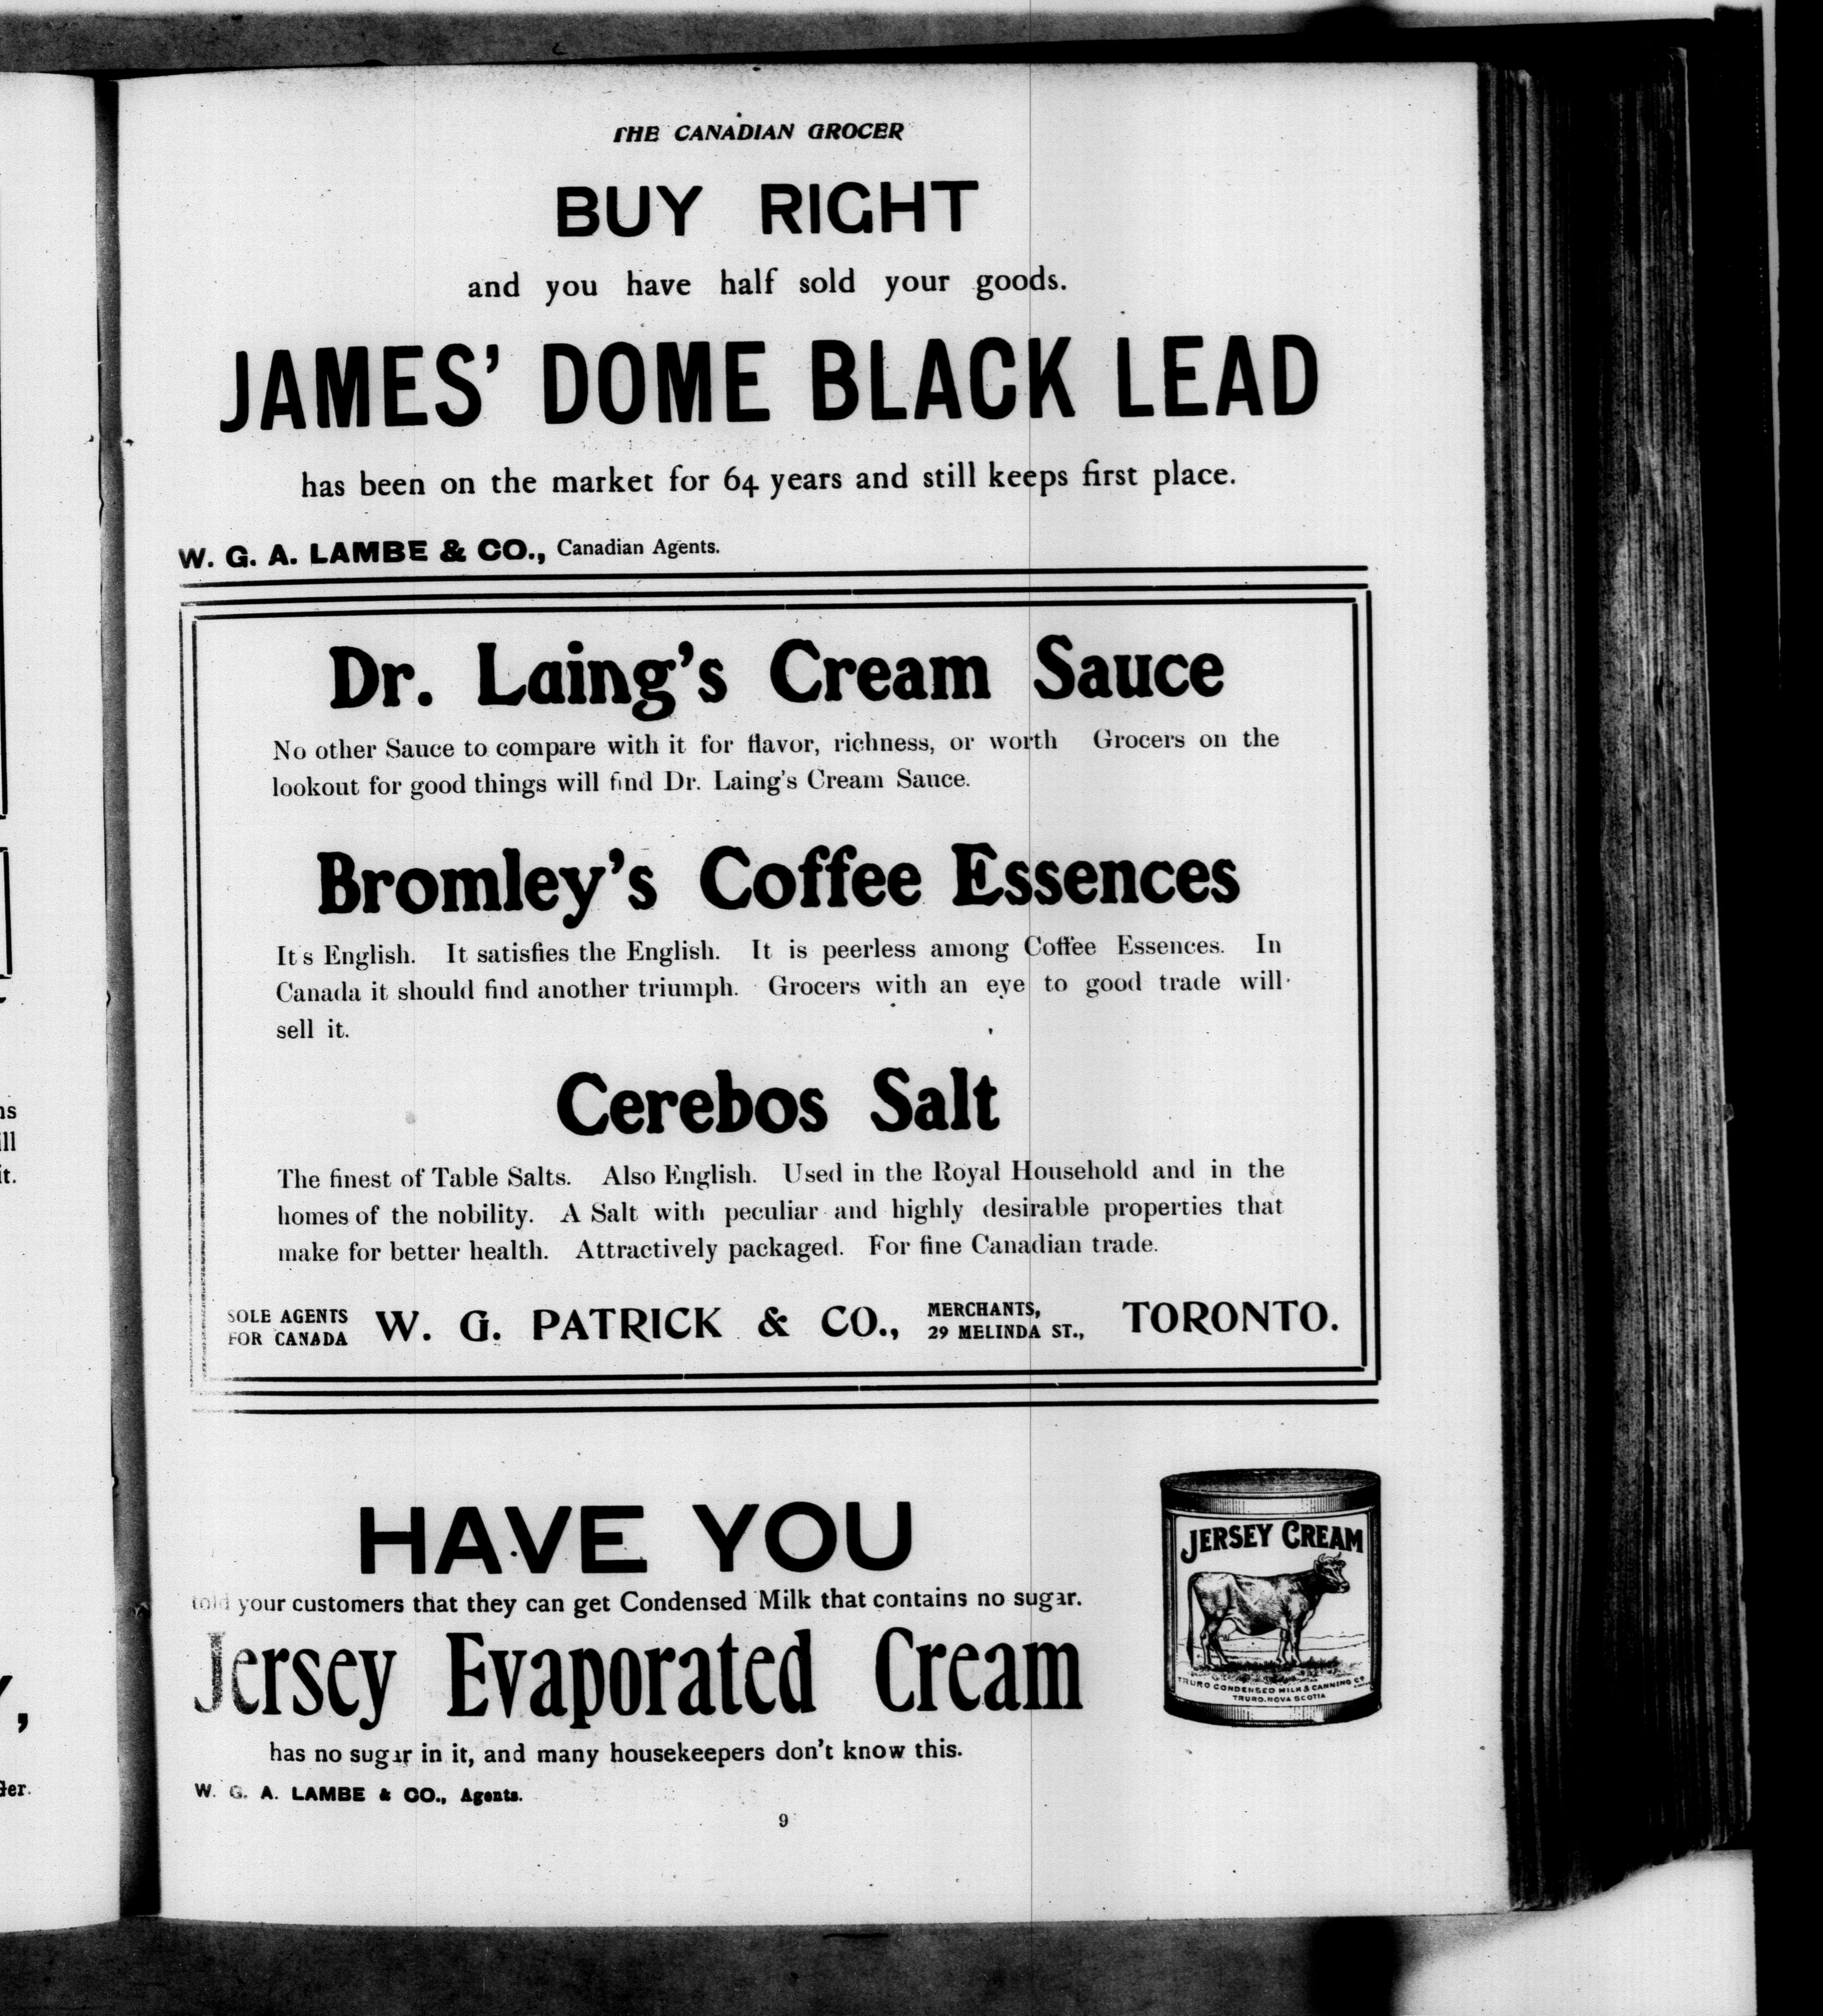 THE CANADIAN GROCER
BUY RIGHT
and you have half sold your goods.
JAMES' DOME BLACK LEAD
has been on the market for 64 years and still keeps first place.
W. G. A. LAMBE & CO., Canadian Agents.
Dr. Laing's Cream Sauce
No other Sauce to compare with it for flavor, richness, or worth Grocers on the
lookout for good things will find Dr. Laing's Cream Sauce.
Bromley's Coffee Essences
It s English. It satisfies the English. It is peerless among Coffee Essences. In
Canada it should find another triumph. Grocers with an eye to good trade will
sell it.
Cerebos Salt
The finest of Table Salts. Also English. Used in the Royal Household and in the
homes of the nobility. A Salt with peculiar and highly desirable properties that
make for better health. Attractively packaged. For fine Canadian trade.
SOLE AGENTS
FOR CANADA
W. G. PATRICK & CO.,
MERCHANTS,
29 MELINDA ST.,
TORONTO.
HAVE YOU
told your customers that they can get Condensed Milk that contains no sugar.
Jersey Evaporated Cream
has no sugar in it, and many housekeepers don't know this.
W. G. A. LAMBE & CO., Agents.
JERSEY CREAM
TRURO CONDENSED MILK & CANNING CO
TRURO. NOVA SCOTIA
9